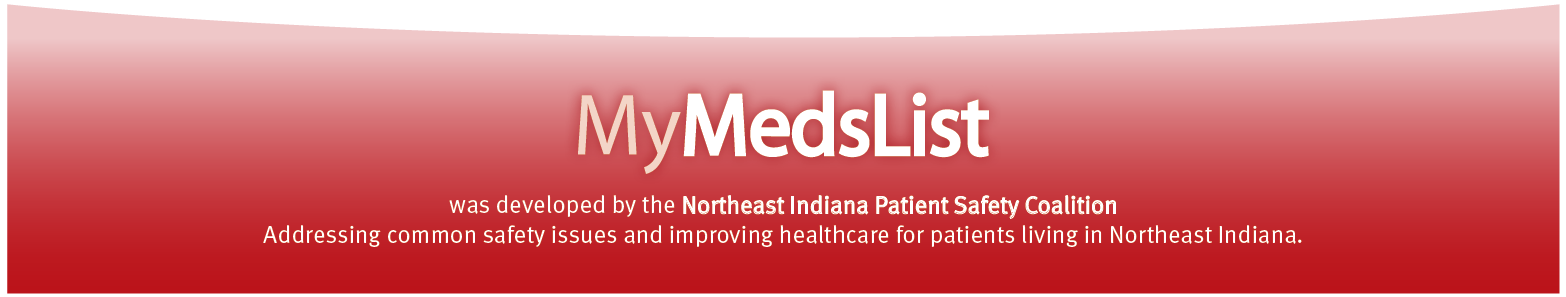 MyMedsList
was developed by the Northeast Indiana Patient Safety Coalition
Addressing common safety issues and improving healthcare for patients living in Northeast Indiana.